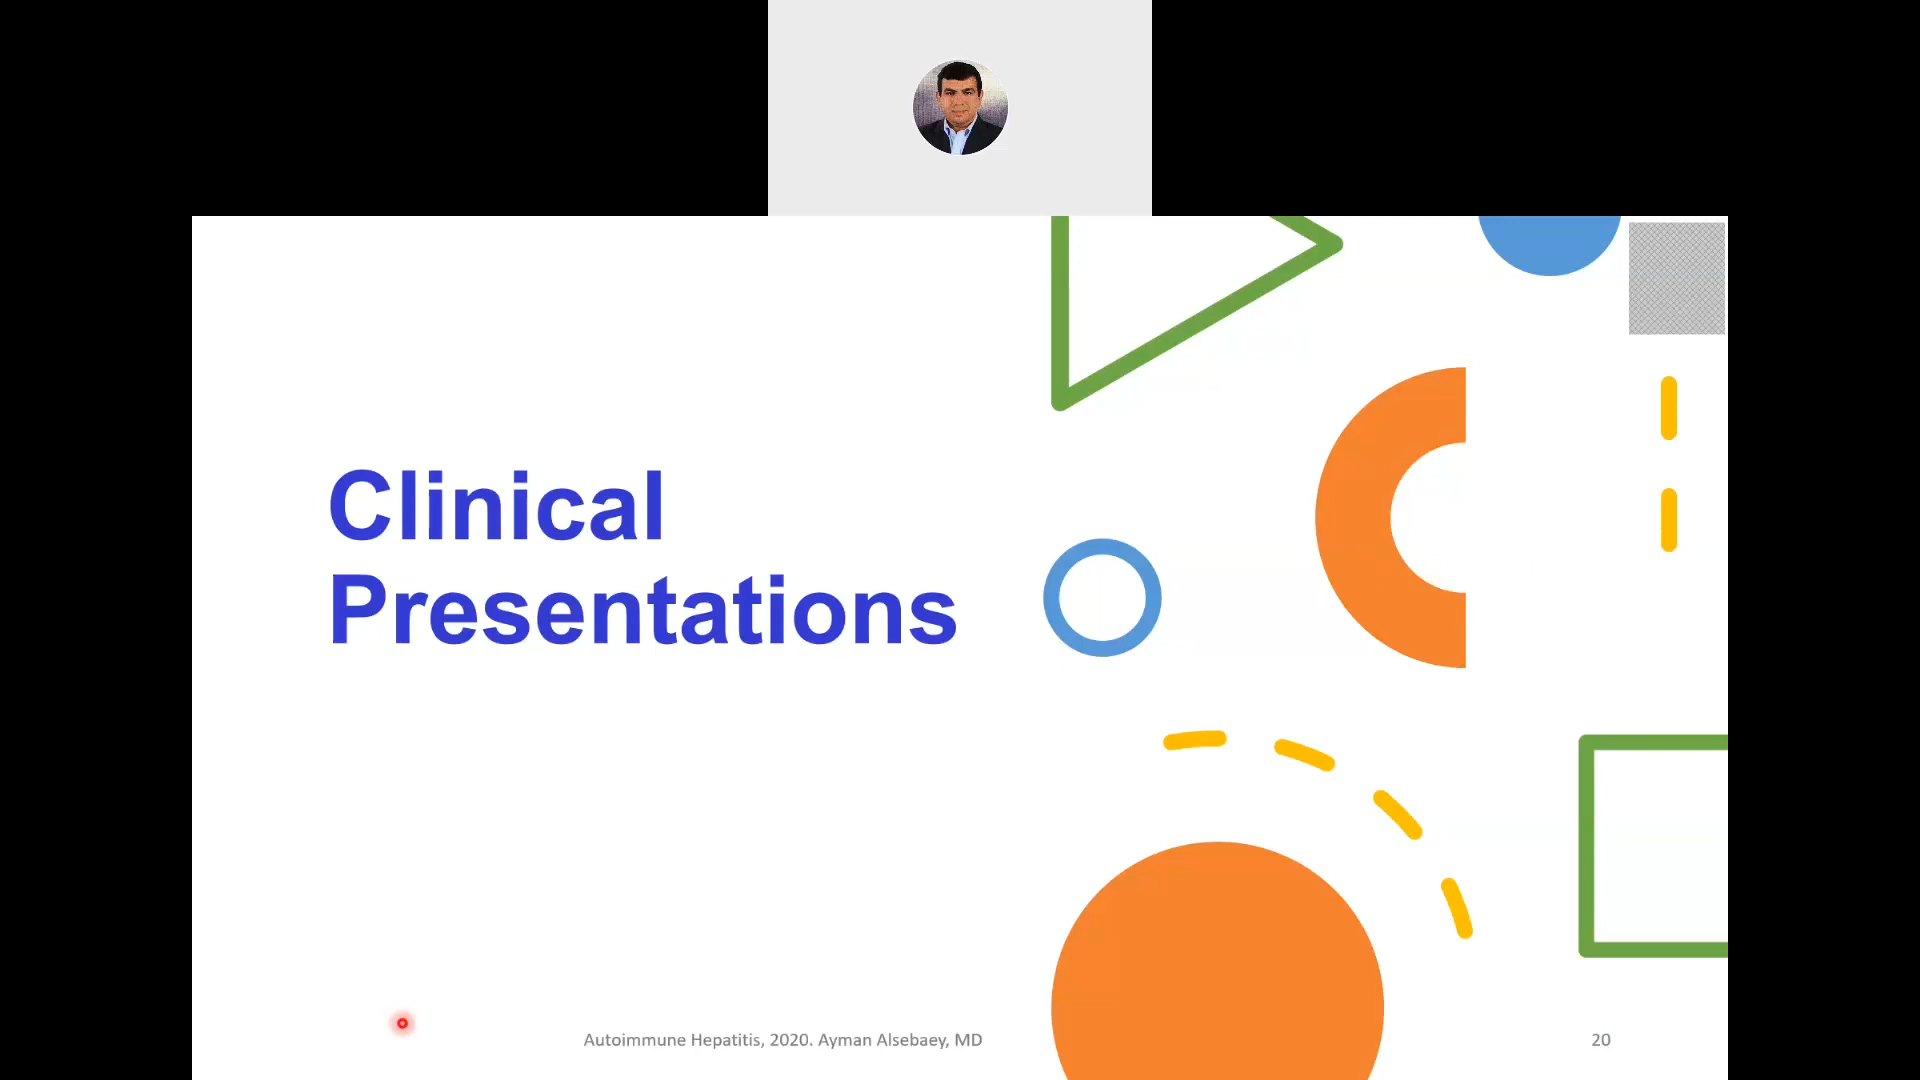 Clinical
Presentations
Autoimmune Hepatitis, 2020. Ayman Alsebaey, MD
20